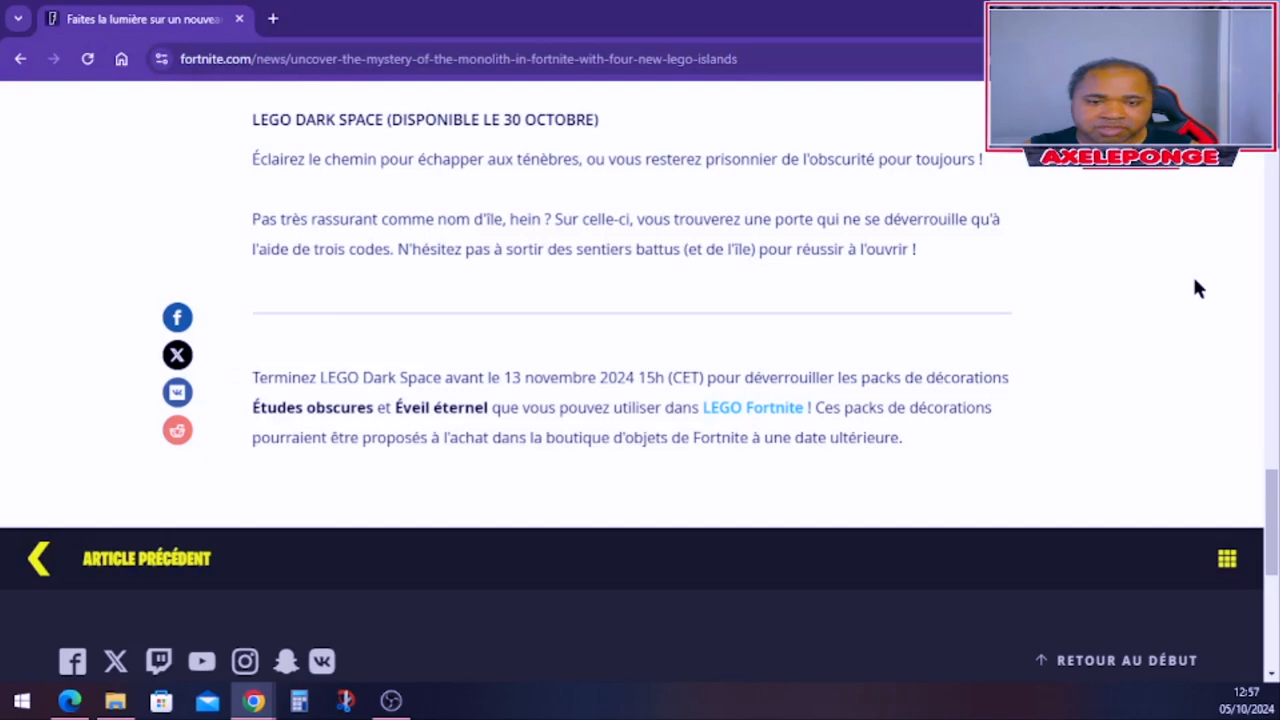 Faites la lumière sur un nouvea
fortnite.com/news/uncover-the-mystery-of-the-monolith-in-fortnite-with-four-new-lego-islands
AXELEPONGE
LEGO DARK SPACE (DISPONIBLE LE 30 OCTOBRE)
Éclairez le chemin pour échapper aux ténèbres, ou vous resterez prisonnier de l'obscurité pour toujours !
Pas très rassurant comme nom d'île, hein ? Sur celle-ci, vous trouverez une porte qui ne se déverrouille qu'à
l'aide de trois codes. N'hésitez pas à sortir des sentiers battus (et de l'île) pour réussir à l'ouvrir !
Terminez LEGO Dark Space avant le 13 novembre 2024 15h (CET) pour déverrouiller les packs de décorations
Études obscures et Éveil éternel que vous pouvez utiliser dans LEGO Fortnite ! Ces packs de décorations
pourraient être proposés à l'achat dans la boutique d'objets de Fortnite à une date ultérieure.
ARTICLE PRÉCÉDENT
RETOUR AU DÉBUT
12:57
05/10/2024